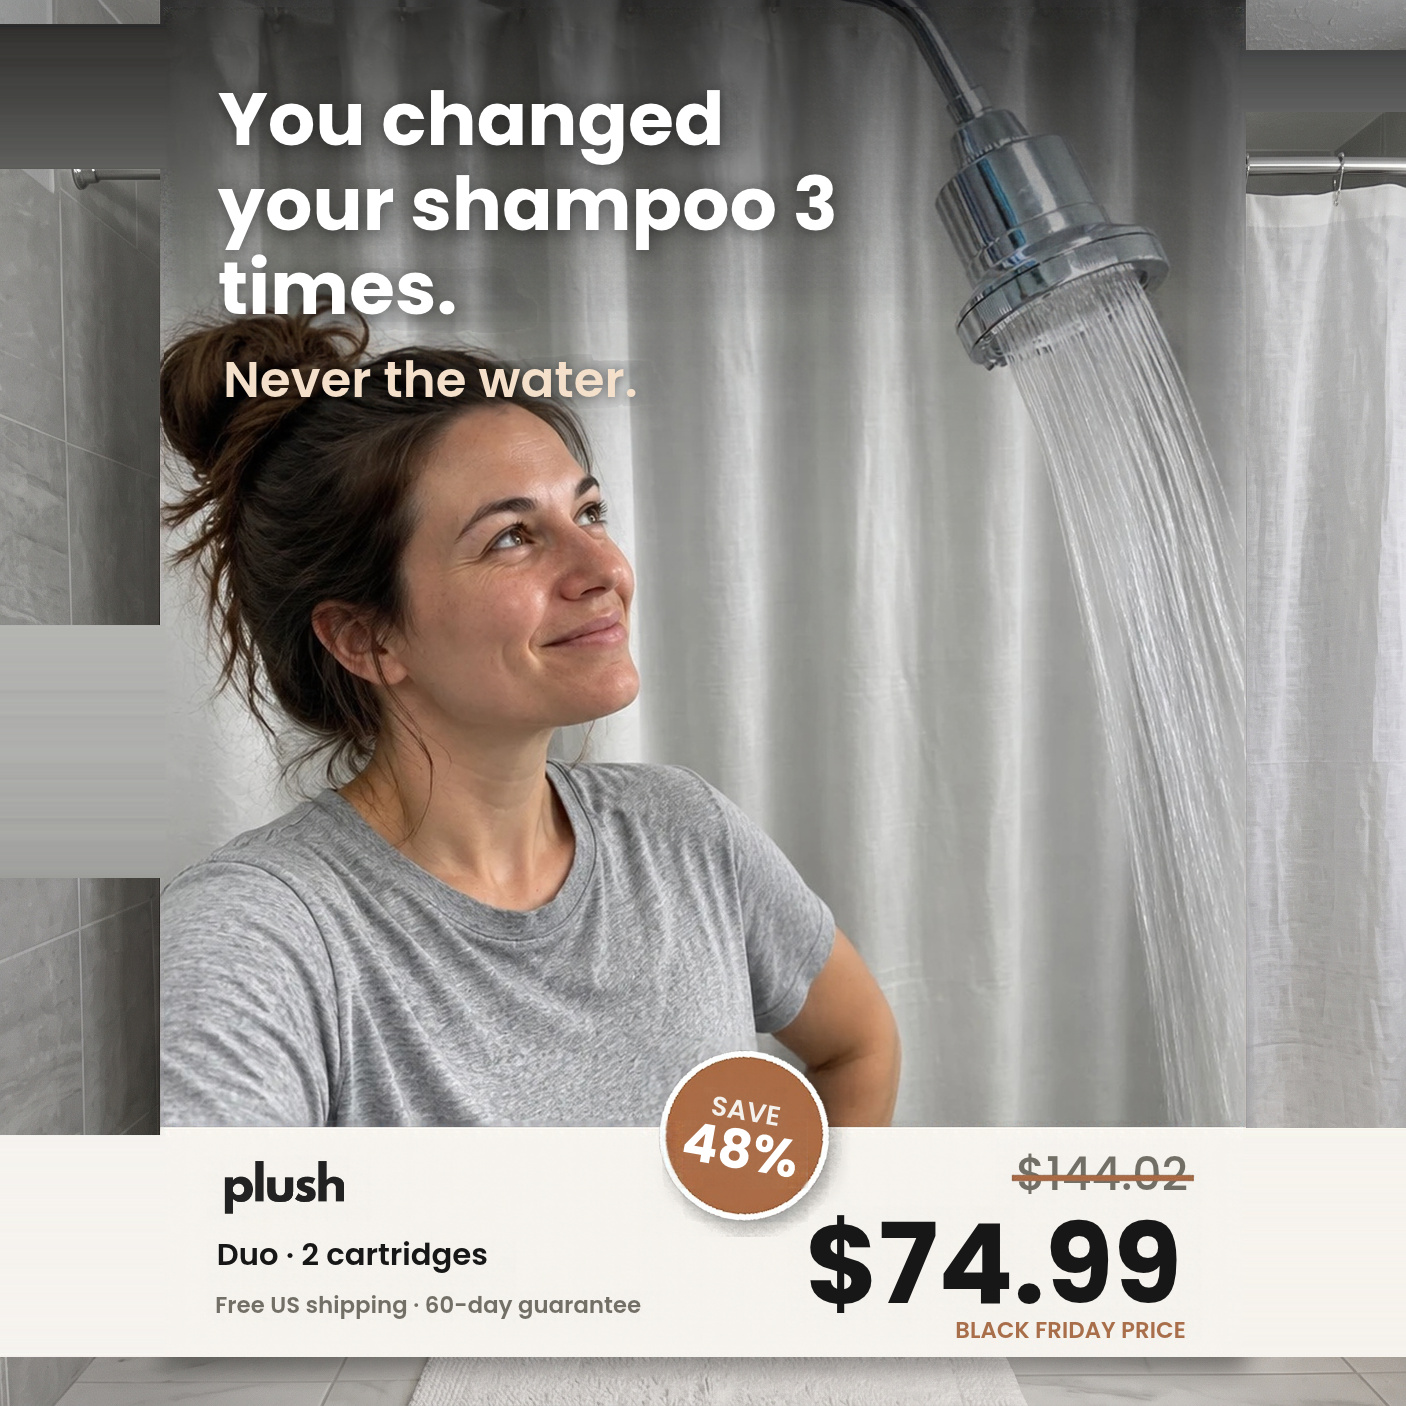 You changed
your shampoo 3
times.
Never the water.
SAVE
48%
plush
Duo · 2 cartridges
Free US shipping · 60-day guarantee
$144.02
$74.99
BLACK FRIDAY PRICE